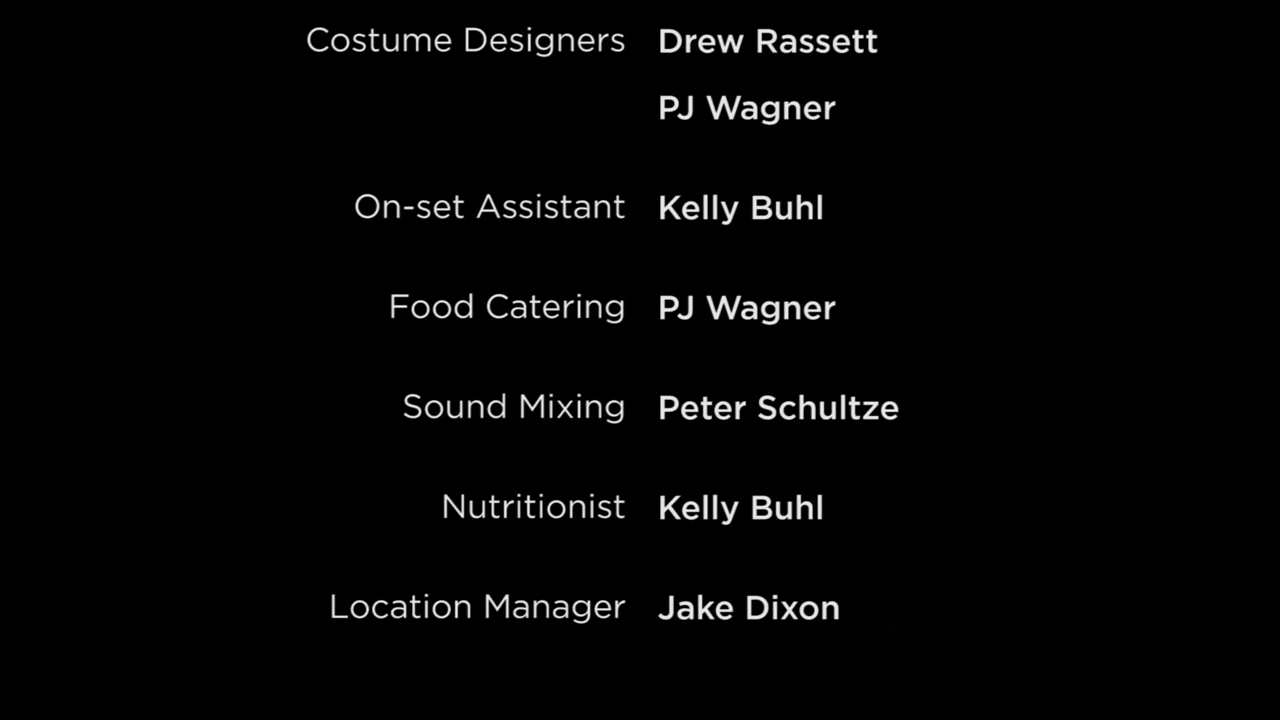 Costume Designers Drew Rassett
PJ Wagner
On-set Assistant Kelly Buhl
Food Catering PJ Wagner
Sound Mixing Peter Schultze
Nutritionist Kelly Buhl
Location Manager Jake Dixon